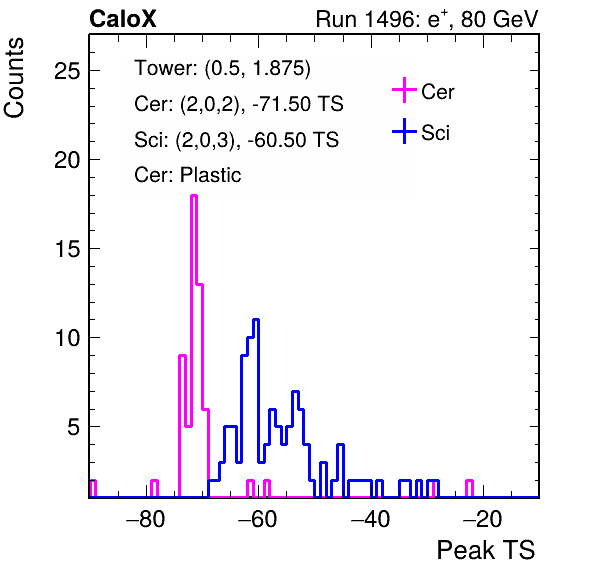 CaloX Run 1496: e⁺, 80 GeV
Counts
Tower: (0.5, 1.875)
Cer: (2,0,2), -71.50 TS
Sci: (2,0,3), -60.50 TS
Cer: Plastic
Cer
Sci
25
20
15
10
5
−80 −60 −40 −20
Peak TS